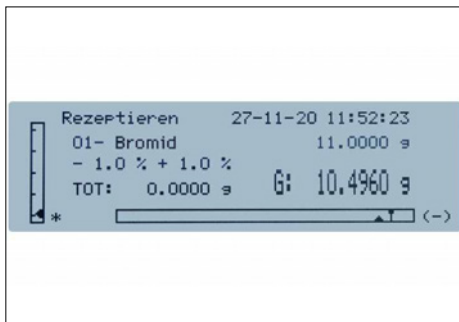 Rezeptieren 27-11-20 11:52:23
01- Bromid 11.0000 g
- 1.0 % + 1.0 %
TOT: 0.0000 g G: 10,4960 g
* (-)